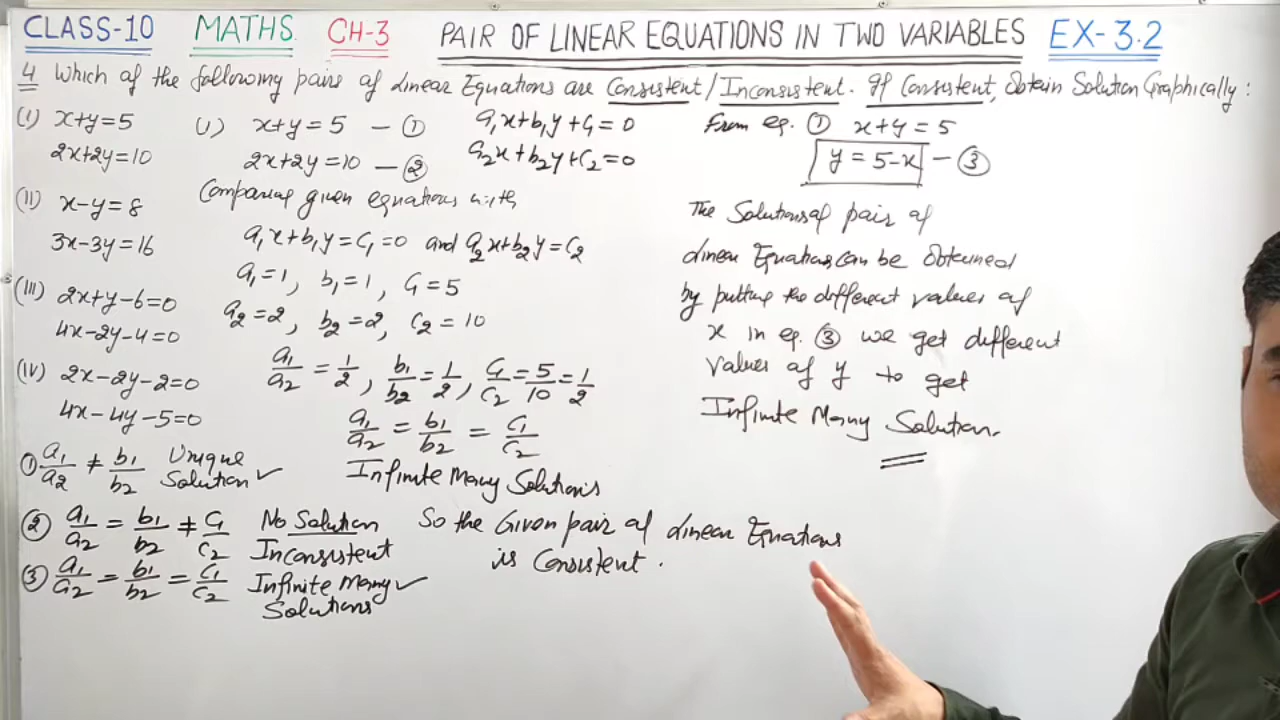 CLASS-10 MATHS CH-3 PAIR OF LINEAR EQUATIONS IN TWO VARIABLES EX-3.2
4 Which of the following pairs of Linear Equations are Consistent/Inconsistent. If Consistent, Obtain Solution Graphically:
(i) x+y=5
2x+2y=10
(ii) x-y=8
3x-3y=16
(iii) 2x+y-6=0
4x-2y-4=0
(iv) 2x-2y-2=0
4x-4y-5=0
① a₁/a₂ ≠ b₁/b₂ Unique
Solution ✓
② a₁/a₂ = b₁/b₂ ≠ c₁/c₂ No Solution
Inconsistent
③ a₁/a₂ = b₁/b₂ = c₁/c₂ Infinite Many ✓
Solutions
(i) x+y=5 - ①
2x+2y=10 - ②
a₁x+b₁y+c₁=0
a₂x+b₂y+c₂=0
Comparing given equations with
a₁x+b₁y=c₁=0 and a₂x+b₂y=c₂
a₁=1, b₁=1, c₁=5
a₂=2, b₂=2, c₂=10
a₁/a₂ = 1/2, b₁/b₂ = 1/2, c₁/c₂ = 5/10 = 1/2
a₁/a₂ = b₁/b₂ = c₁/c₂
Infinite Many Solutions
So the Given pair of Linear Equations
is Consistent.
From eq. ① x+y=5
y = 5-x - ③
The Solutions of pair of
Linear Equations can be Obtained
by putting the different values of
x in eq. ③ we get different
values of y to get
Infinite Many Solution.